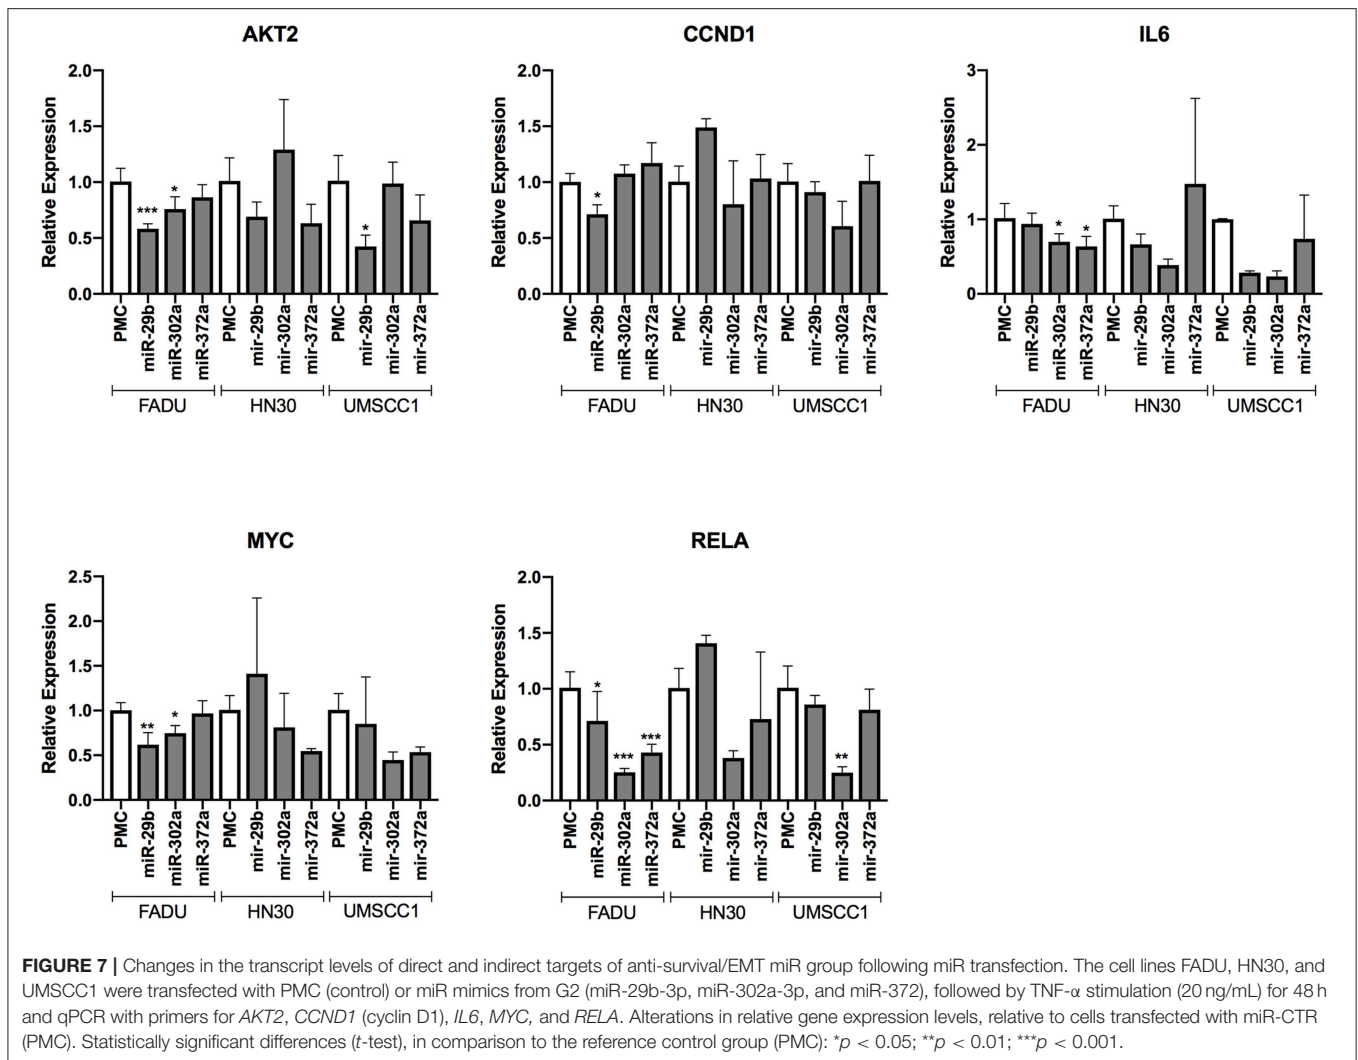 AKT2
Relative Expression
2.0
1.5
1.0
0.5
0.0
***
*
*
PMC
miR-29b
miR-302a
miR-372a
PMC
mir-29b
mir-302a
mir-372a
PMC
mir-29b
mir-302a
mir-372a
FADU
HN30
UMSCC1
CCND1
Relative Expression
2.0
1.5
1.0
0.5
0.0
*
PMC
miR-29b
miR-302a
miR-372a
PMC
mir-29b
mir-302a
mir-372a
PMC
mir-29b
mir-302a
mir-372a
FADU
HN30
UMSCC1
IL6
Relative Expression
3
2
1
0
*
*
PMC
miR-29b
miR-302a
miR-372a
PMC
mir-29b
mir-302a
mir-372a
PMC
mir-29b
mir-302a
mir-372a
FADU
HN30
UMSCC1
MYC
Relative Expression
2.5
2.0
1.5
1.0
0.5
0.0
**
*
PMC
miR-29b
miR-302a
miR-372a
PMC
mir-29b
mir-302a
mir-372a
PMC
mir-29b
mir-302a
mir-372a
FADU
HN30
UMSCC1
RELA
Relative Expression
2.0
1.5
1.0
0.5
0.0
*
***
***
**
PMC
miR-29b
miR-302a
miR-372a
PMC
mir-29b
mir-302a
mir-372a
PMC
mir-29b
mir-302a
mir-372a
FADU
HN30
UMSCC1
FIGURE 7 | Changes in the transcript levels of direct and indirect targets of anti-survival/EMT miR group following miR transfection. The cell lines FADU, HN30, and
UMSCC1 were transfected with PMC (control) or miR mimics from G2 (miR-29b-3p, miR-302a-3p, and miR-372), followed by TNF-α stimulation (20 ng/mL) for 48 h
and qPCR with primers for AKT2, CCND1 (cyclin D1), IL6, MYC, and RELA. Alterations in relative gene expression levels, relative to cells transfected with miR-CTR
(PMC). Statistically significant differences (t-test), in comparison to the reference control group (PMC): *p < 0.05; **p < 0.01; ***p < 0.001.